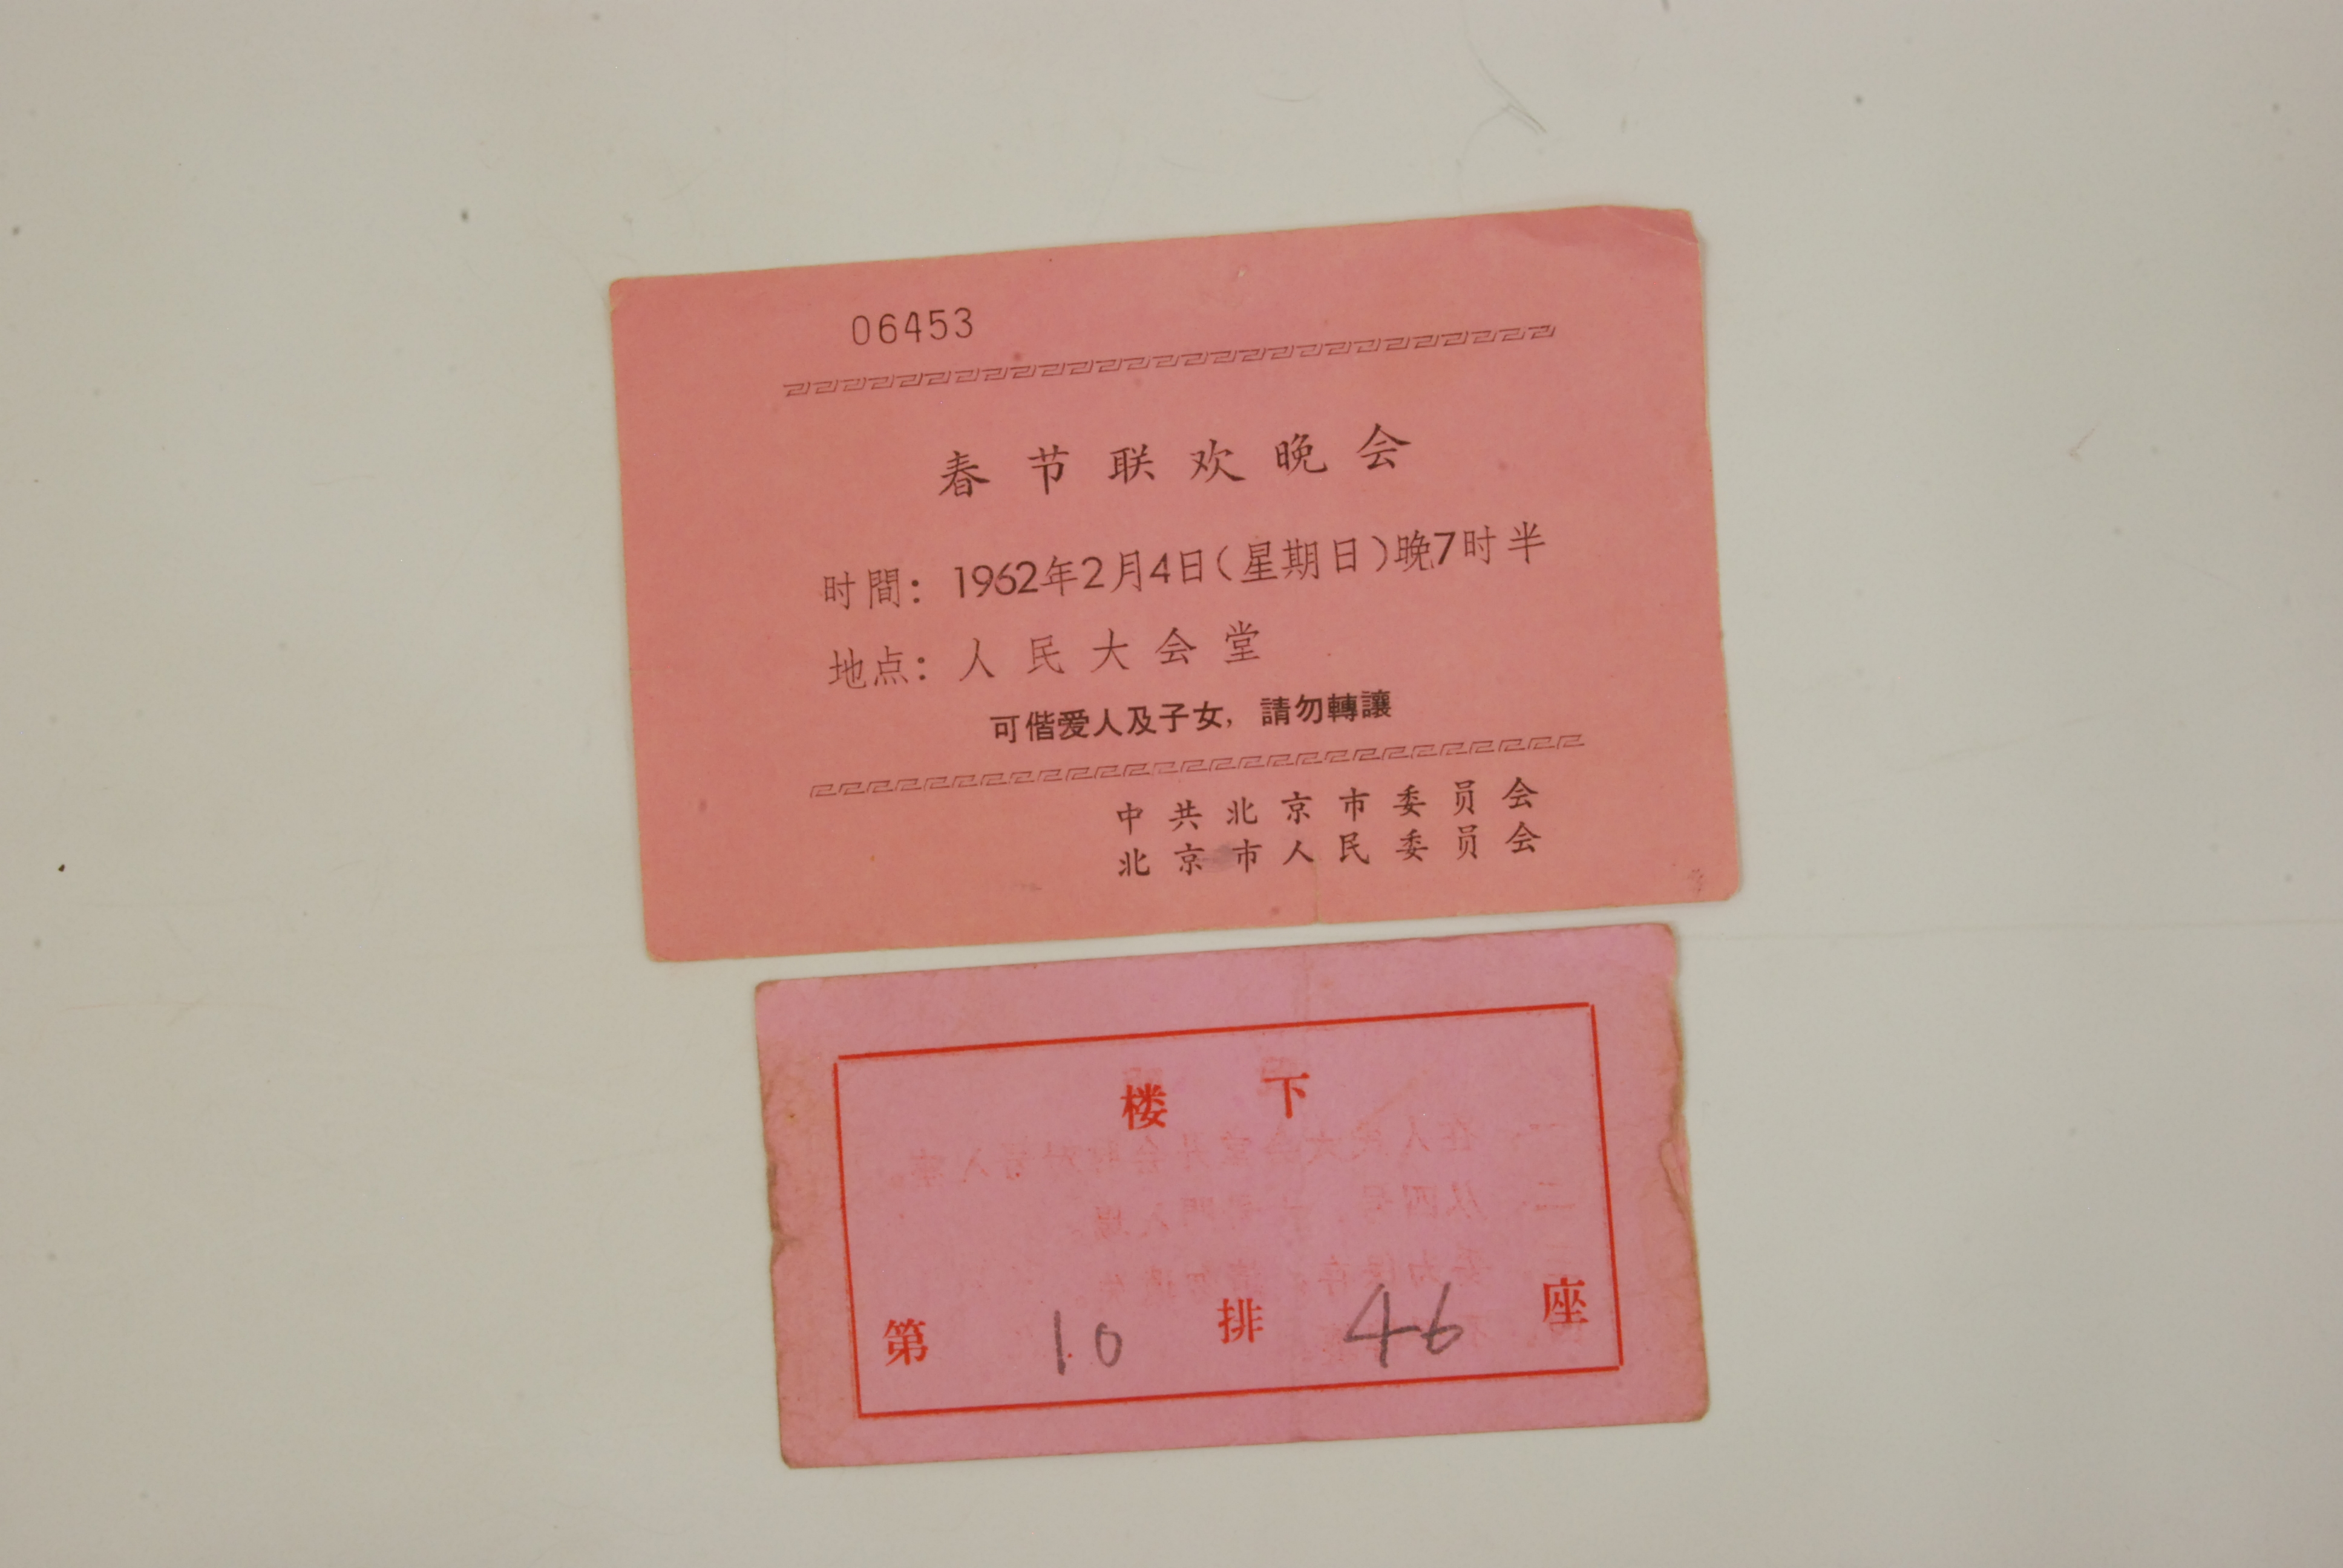 06453
春节联欢晚会
时間：1962年2月4日（星期日）晚7时半
地点：人民大会堂
可偕爱人及子女，請勿轉讓
中共北京市委员会
北京市人民委员会
楼下
第 10 排 46 座